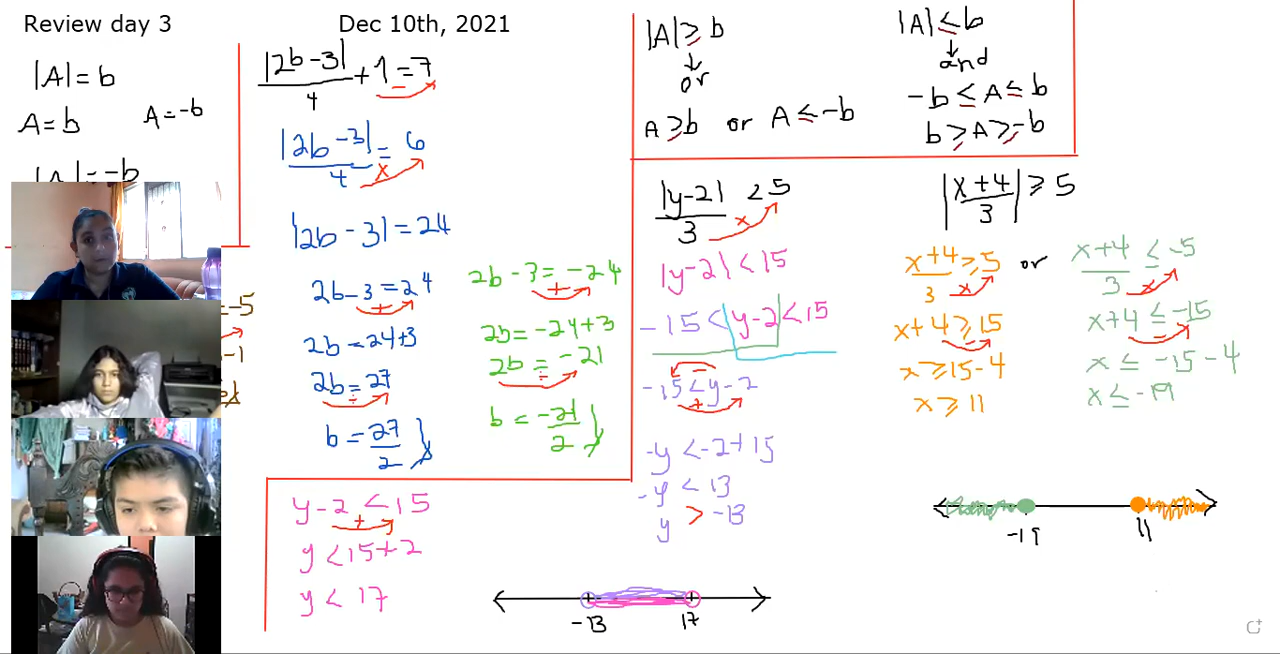 Review day 3
Dec 10th, 2021
|A| = b
A = b    A = -b
|A| = -b
= -5
-1
|2b - 3|/4 + 1 = 7
|2b - 3|/4 = 6
|2b - 3| = 24
2b - 3 = 24
2b = 24 + 3
2b = 27
b = 27/2
2b - 3 = -24
2b = -24 + 3
2b = -21
b = -21/2
|A| ≥ b
or
A ≥ b or A ≤ -b
|A| ≤ b
and
-b ≤ A ≤ b
b ≥ A ≥ -b
|y-2|/3 < 5
|y-2| < 15
-15 < y-2 < 15
-15 < y - 2
-y < -2 + 15
-y < 13
y > -13
y - 2 < 15
y < 15 + 2
y < 17
-13 17
|x+4/3| ≥ 5
x+4/3 ≥ 5 or x+4/3 ≤ -5
x+4 ≥ 15
x ≥ 15 - 4
x ≥ 11
x+4 ≤ -15
x ≤ -15 - 4
x ≤ -19
-19 11